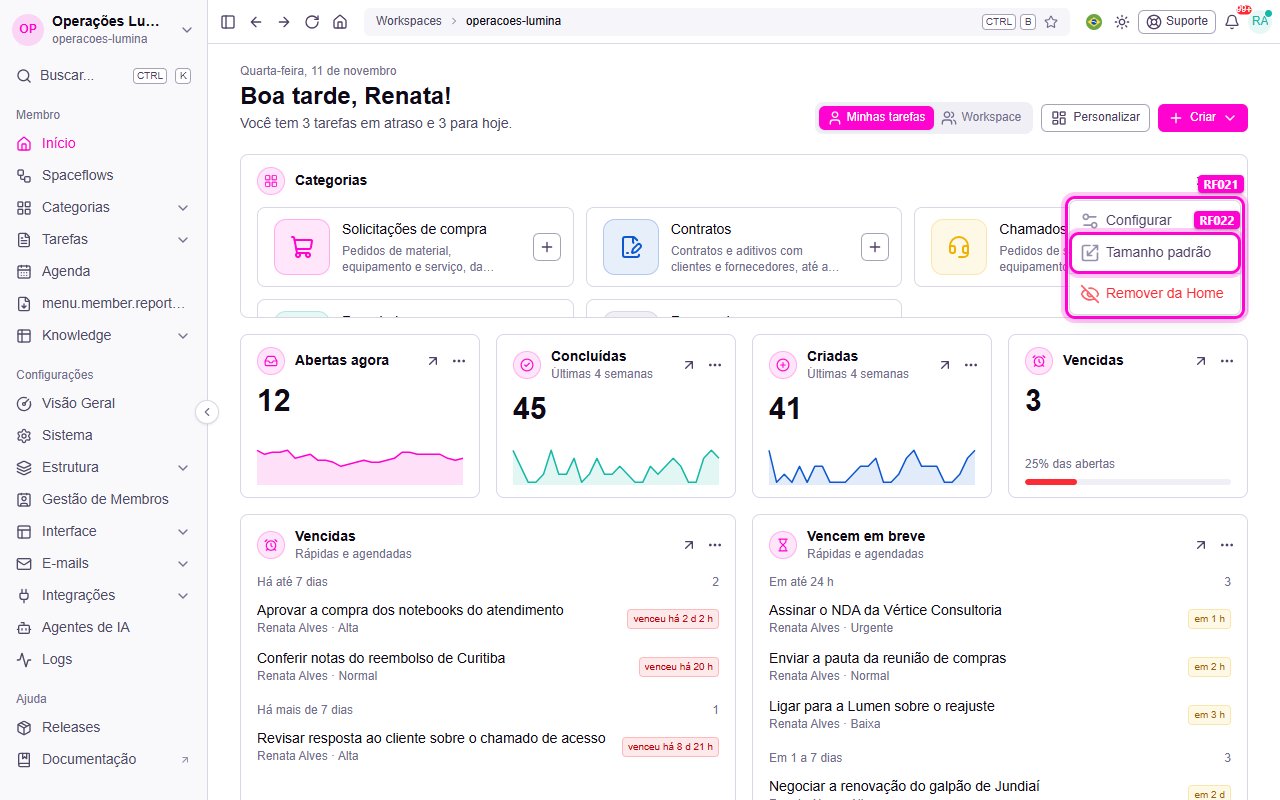 OP
Operações Lu...
operacoes-lumina
Buscar...
CTRL K
Membro
Início
Spaceflows
Categorias
Tarefas
Agenda
menu.member.report...
Knowledge
Configurações
Visão Geral
Sistema
Estrutura
Gestão de Membros
Interface
E-mails
Integrações
Agentes de IA
Logs
Ajuda
Releases
Documentação
Workspaces > operacoes-lumina
CTRL B
Suporte
99+
RA
Quarta-feira, 11 de novembro
Boa tarde, Renata!
Você tem 3 tarefas em atraso e 3 para hoje.
Minhas tarefas
Workspace
Personalizar
Criar
Categorias
Solicitações de compra
Pedidos de material,
equipamento e serviço, da...
Contratos
Contratos e aditivos com
clientes e fornecedores, até a...
Chamados
Pedidos de
equipamento
RF021
Configurar
RF022
Tamanho padrão
Remover da Home
Abertas agora
12
Concluídas
Últimas 4 semanas
45
Criadas
Últimas 4 semanas
41
Vencidas
3
25% das abertas
Vencidas
Rápidas e agendadas
Há até 7 dias 2
Aprovar a compra dos notebooks do atendimento
Renata Alves · Alta
venceu há 2 d 2 h
Conferir notas do reembolso de Curitiba
Renata Alves · Normal
venceu há 20 h
Há mais de 7 dias 1
Revisar resposta ao cliente sobre o chamado de acesso
Renata Alves · Alta
venceu há 8 d 21 h
Vencem em breve
Rápidas e agendadas
Em até 24 h 3
Assinar o NDA da Vértice Consultoria
Renata Alves · Urgente
em 1 h
Enviar a pauta da reunião de compras
Renata Alves · Normal
em 2 h
Ligar para a Lumen sobre o reajuste
Renata Alves · Baixa
em 3 h
Em 1 a 7 dias 3
Negociar a renovação do galpão de Jundiaí
em 2 d